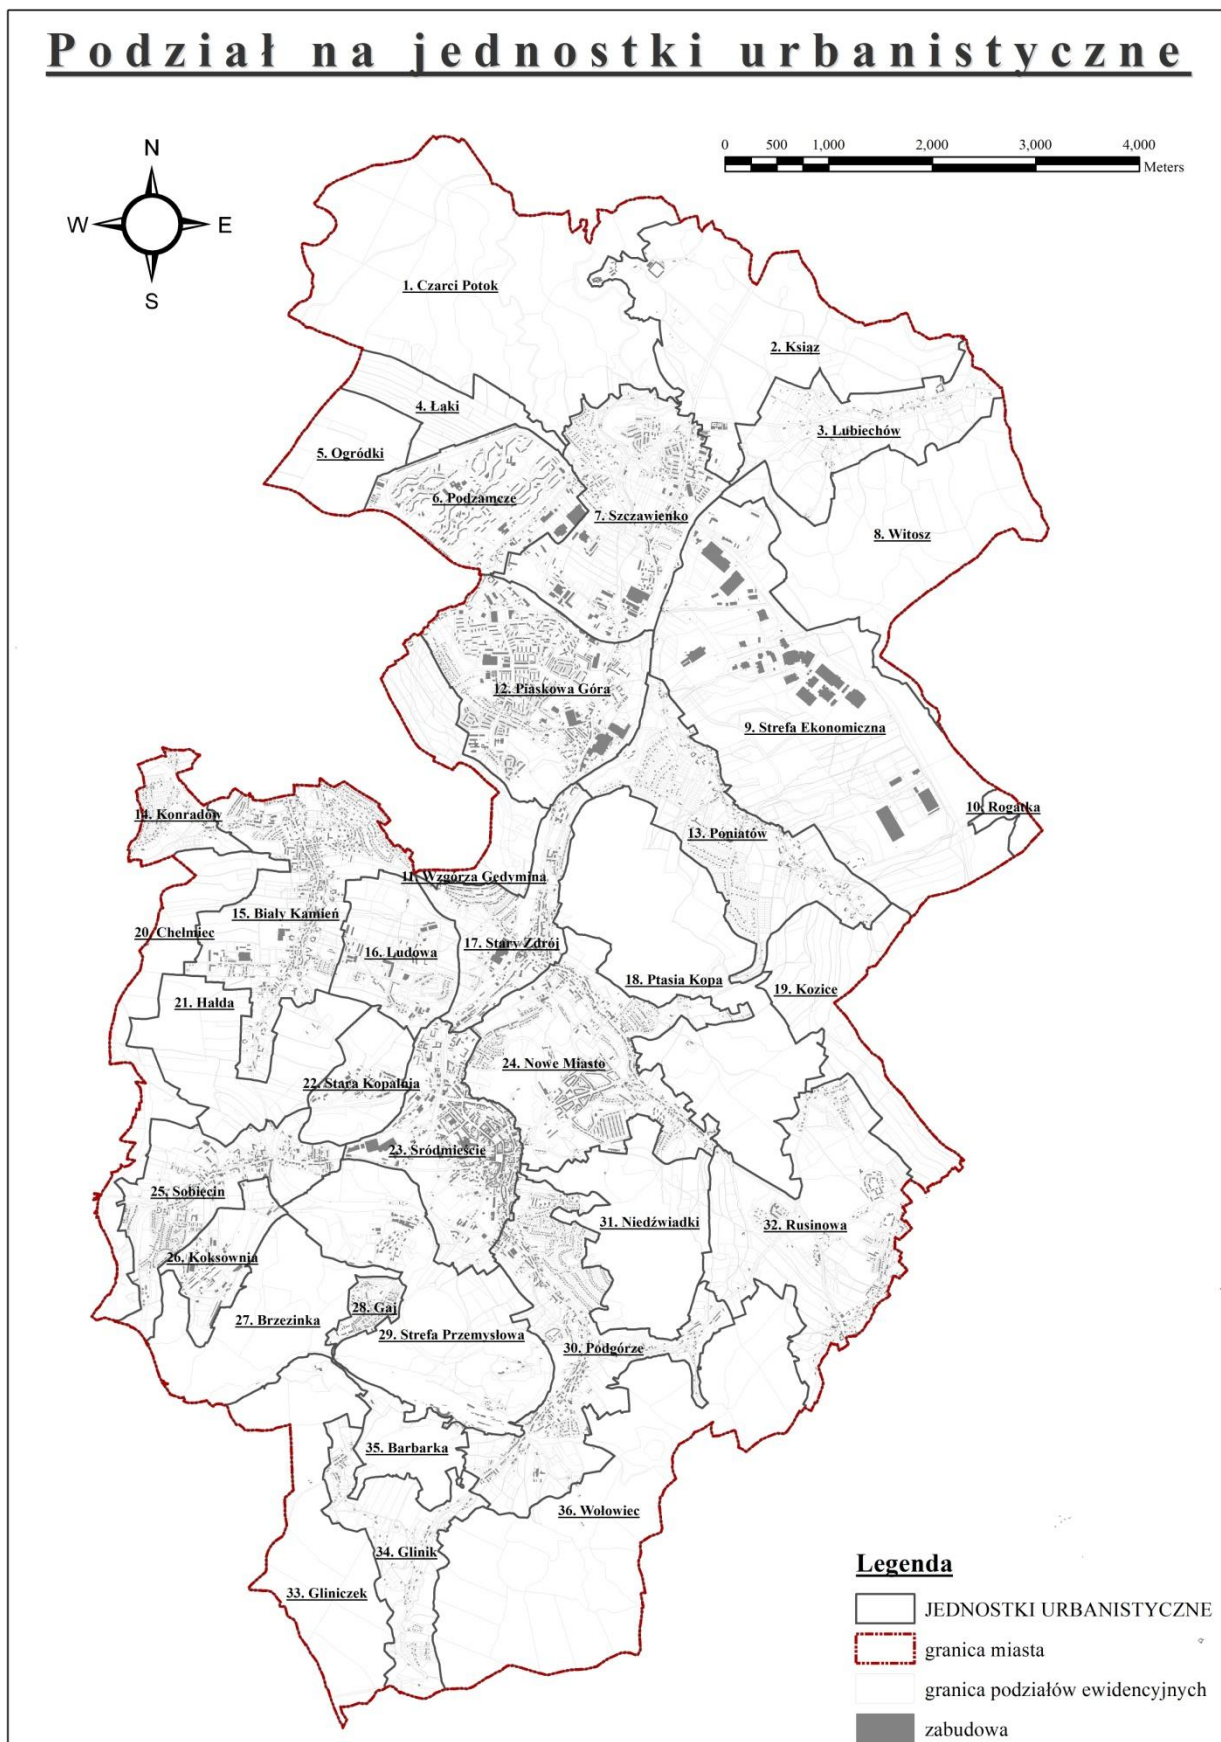 Podział na jednostki urbanistyczne
0 500 1,000 2,000 3,000 4,000
Meters
N
W E
S
1. Czarci Potok
2. Książ
3. Lubiechów
4. Łąki
5. Ogródki
6. Podzamcze
7. Szczawienko
8. Witosz
9. Strefa Ekonomiczna
10. Rogatka
11. Wzgórza Gedymina
12. Piaskowa Góra
13. Poniatów
14. Konradów
15. Biały Kamień
16. Ludowa
17. Stary Zdrój
18. Ptasia Kopa
19. Kozice
20. Chełmiec
21. Hałda
22. Stara Kopalnia
23. Śródmieście
24. Nowe Miasto
25. Sobięcin
26. Koksownia
27. Brzezinka
28. Gaj
29. Strefa Przemysłowa
30. Podgórze
31. Niedźwiadki
32. Rusinowa
33. Gliniczek
34. Glinik
35. Barbarka
36. Wołowiec
Legenda
JEDNOSTKI URBANISTYCZNE
granica miasta
granica podziałów ewidencyjnych
zabudowa